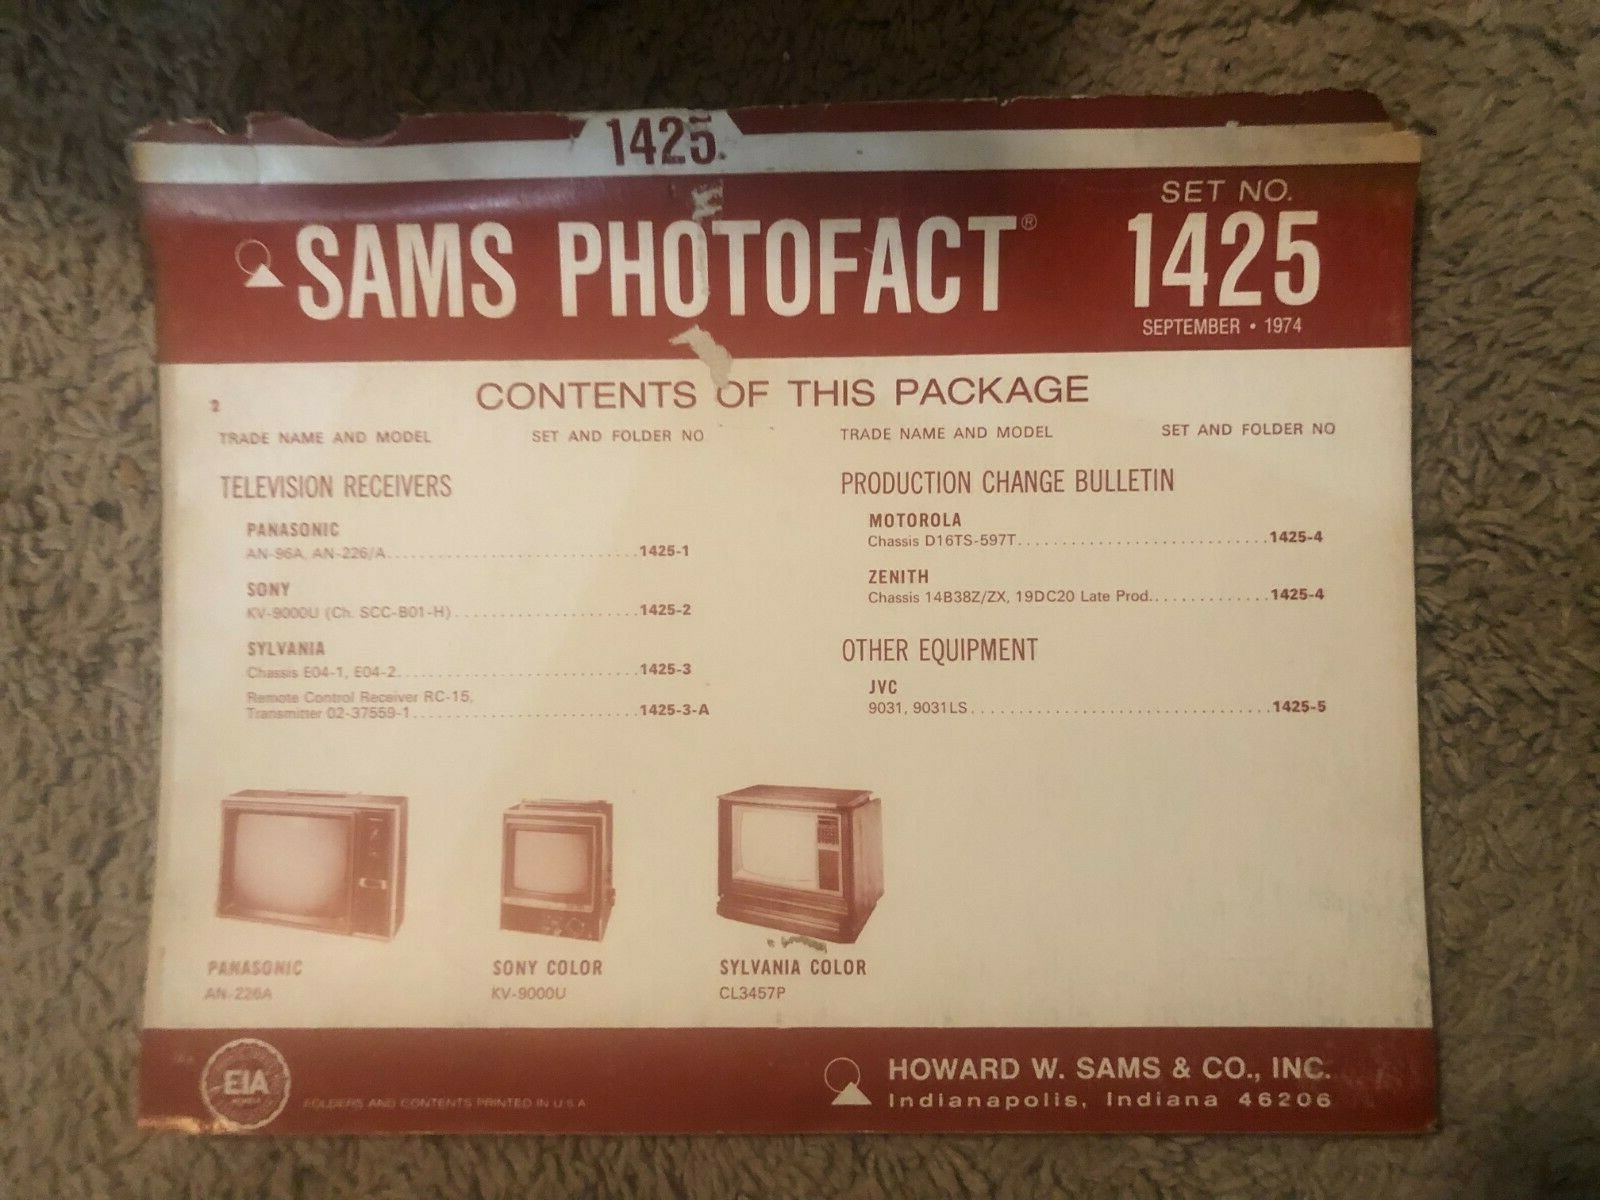 1425
SAMS PHOTOFACT®
SET NO.
1425
SEPTEMBER • 1974
CONTENTS OF THIS PACKAGE
2
TRADE NAME AND MODEL SET AND FOLDER NO
TELEVISION RECEIVERS
PANASONIC
AN-96A, AN-226/A..............................1425-1
SONY
KV-9000U (Ch. SCC-B01-H)......................1425-2
SYLVANIA
Chassis E04-1, E04-2.............................1425-3
Remote Control Receiver RC-15,
Transmitter 02-37559-1...........................1425-3-A
TRADE NAME AND MODEL SET AND FOLDER NO
PRODUCTION CHANGE BULLETIN
MOTOROLA
Chassis D16TS-597T..............................1425-4
ZENITH
Chassis 14B38Z/ZX, 19DC20 Late Prod..............1425-4
OTHER EQUIPMENT
JVC
9031, 9031LS....................................1425-5
PANASONIC
AN-226A
SONY COLOR
KV-9000U
SYLVANIA COLOR
CL3457P
EIA
FOLDERS AND CONTENTS PRINTED IN U.S.A
HOWARD W. SAMS & CO., INC.
Indianapolis, Indiana 46206